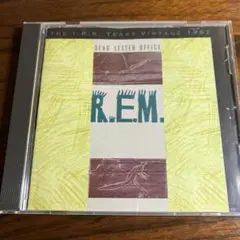 THE I.R.S. YEARS VINTAGE 1987
DEAD LETTER OFFICE
R.E.M.